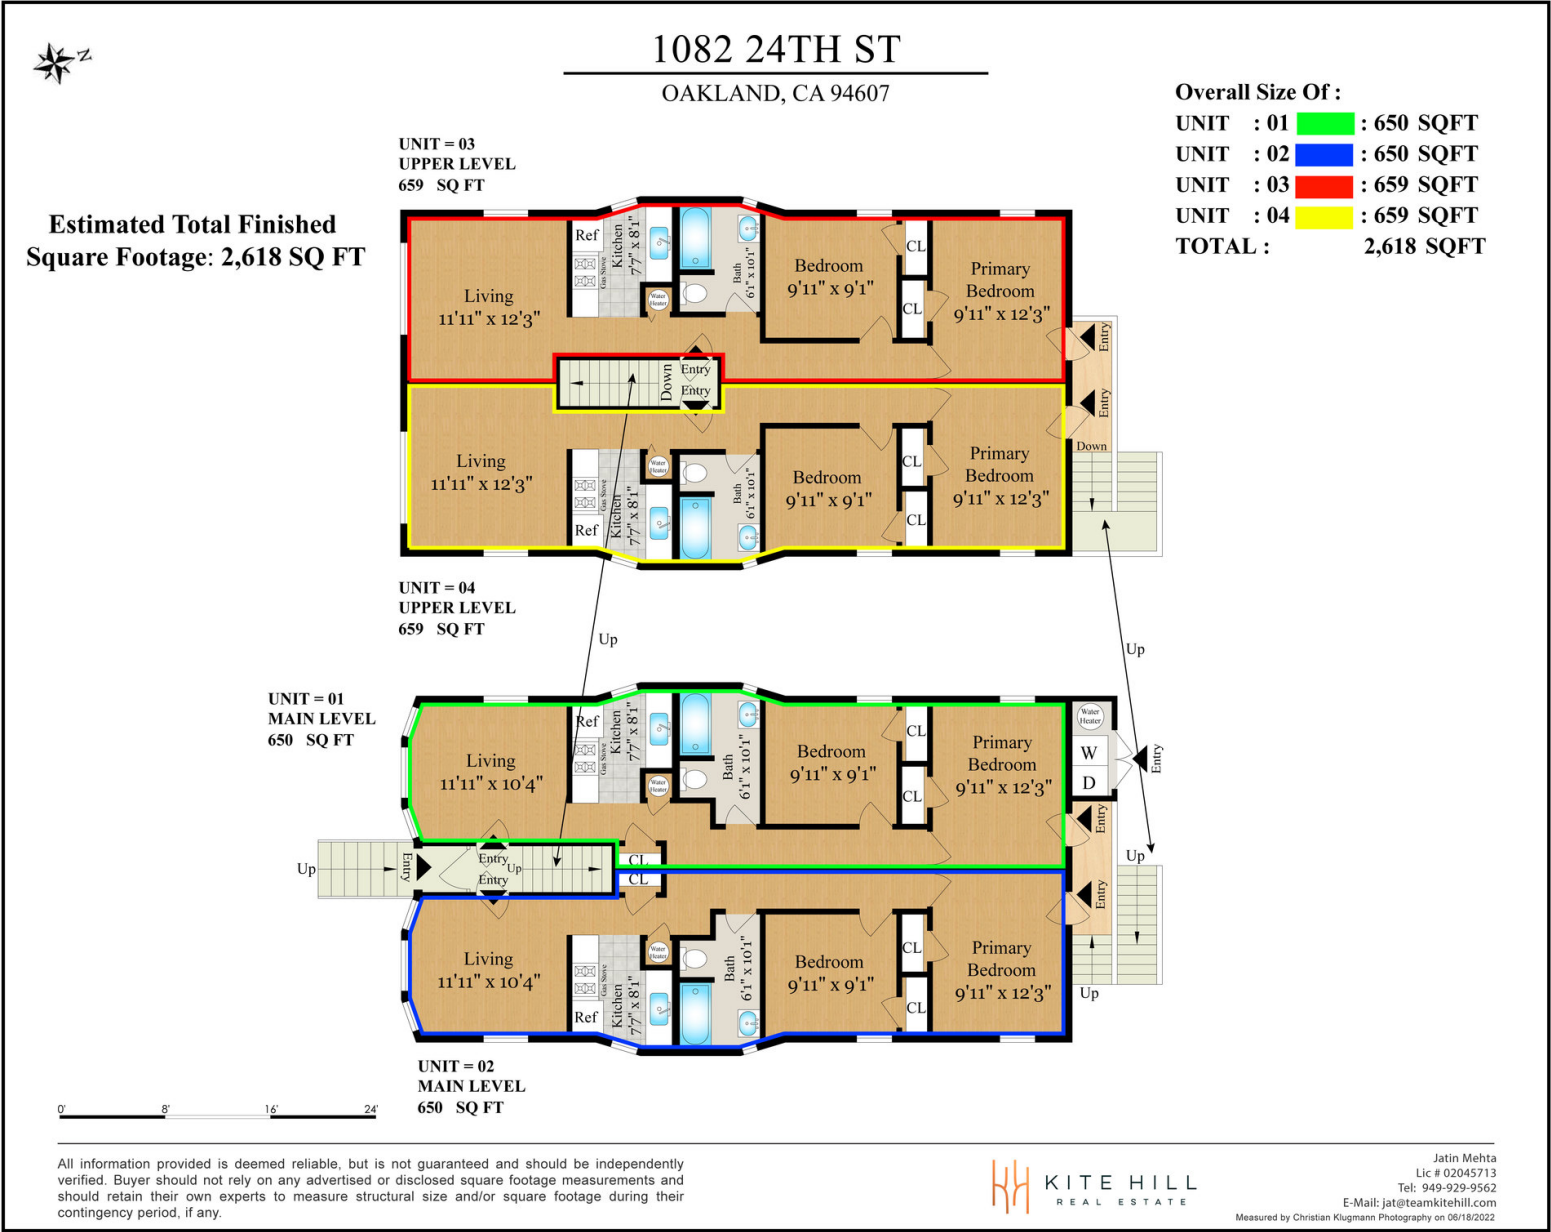 N
1082 24TH ST
OAKLAND, CA 94607
Overall Size Of :
UNIT : 01 : 650 SQFT
UNIT : 02 : 650 SQFT
UNIT : 03 : 659 SQFT
UNIT : 04 : 659 SQFT
TOTAL : 2,618 SQFT
Estimated Total Finished
Square Footage: 2,618 SQ FT
UNIT = 03
UPPER LEVEL
659 SQ FT
Living
11'11" x 12'3"
Ref
Gas Stove
Kitchen
7'7" x 8'1"
Water
Heater
Bath
6'1" x 10'1"
Bedroom
9'11" x 9'1"
CL
CL
Primary
Bedroom
9'11" x 12'3"
Entry
Entry
Down
Entry
Entry
Down
Living
11'11" x 12'3"
Ref
Gas Stove
Kitchen
7'7" x 8'1"
Water
Heater
Bath
6'1" x 10'1"
Bedroom
9'11" x 9'1"
CL
CL
Primary
Bedroom
9'11" x 12'3"
UNIT = 04
UPPER LEVEL
659 SQ FT
Up
Up
UNIT = 01
MAIN LEVEL
650 SQ FT
Living
11'11" x 10'4"
Ref
Gas Stove
Kitchen
7'7" x 8'1"
Water
Heater
Bath
6'1" x 10'1"
Bedroom
9'11" x 9'1"
CL
CL
Primary
Bedroom
9'11" x 12'3"
Water
Heater
W
D
Entry
Entry
Entry
Up
Up
Up
Entry
Entry
Up
Entry
CL
CL
Living
11'11" x 10'4"
Ref
Gas Stove
Kitchen
7'7" x 8'1"
Water
Heater
Bath
6'1" x 10'1"
Bedroom
9'11" x 9'1"
CL
CL
Primary
Bedroom
9'11" x 12'3"
UNIT = 02
MAIN LEVEL
650 SQ FT
0' 8' 16' 24'
All information provided is deemed reliable, but is not guaranteed and should be independently
verified. Buyer should not rely on any advertised or disclosed square footage measurements and
should retain their own experts to measure structural size and/or square footage during their
contingency period, if any.
KITE HILL
REAL ESTATE
Jatin Mehta
Lic # 02045713
Tel: 949-929-9562
E-Mail: jat@teamkitehill.com
Measured by Christian Klugmann Photography on 06/18/2022